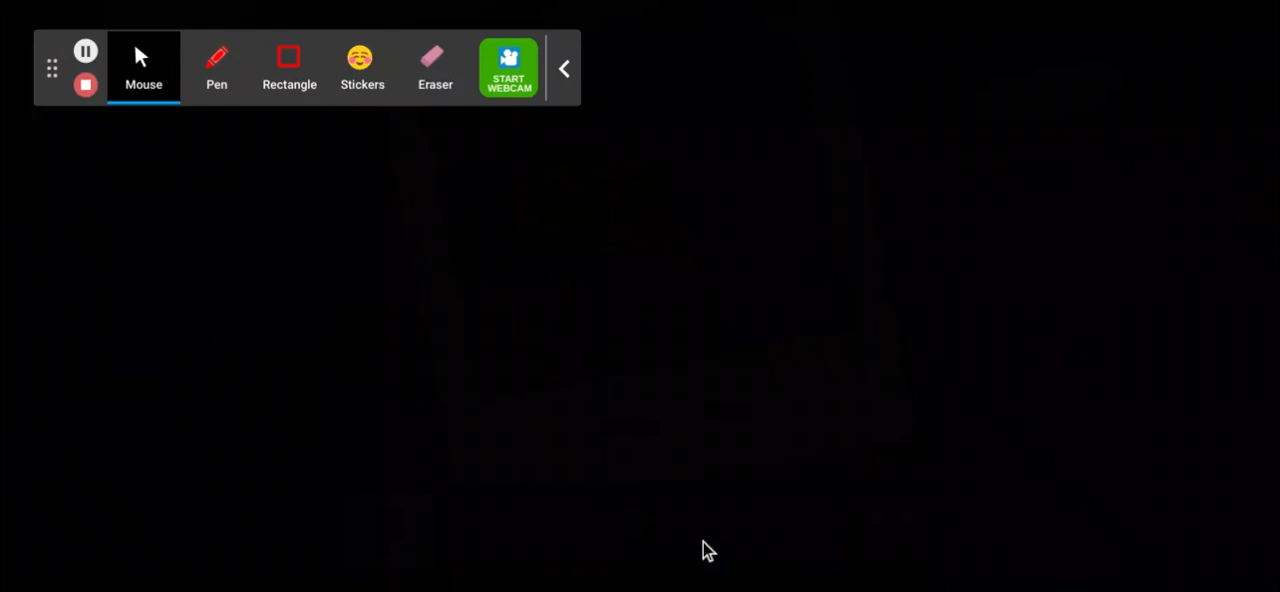 Mouse
Pen
Rectangle
Stickers
Eraser
START
WEBCAM